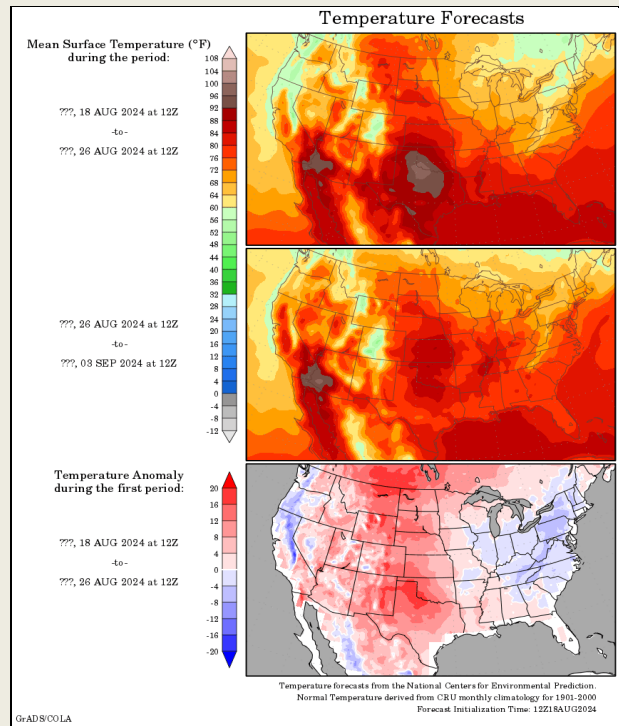 Temperature Forecasts
Mean Surface Temperature (°F)
during the period:
???, 18 AUG 2024 at 12Z
-to-
???, 26 AUG 2024 at 12Z
108
104
100
96
92
88
84
80
76
72
68
64
60
56
52
48
44
40
36
32
28
24
20
16
12
8
4
0
-4
-8
-12
???, 26 AUG 2024 at 12Z
-to-
???, 03 SEP 2024 at 12Z
Temperature Anomaly
during the first period:
???, 18 AUG 2024 at 12Z
-to-
???, 26 AUG 2024 at 12Z
20
16
12
8
4
0
-4
-8
-12
-16
-20
Temperature forecasts from the National Centers for Environmental Prediction.
Normal Temperature derived from CRU monthly climatology for 1901-2000
Forecast Initialization Time: 12Z18AUG2024
GrADS/COLA